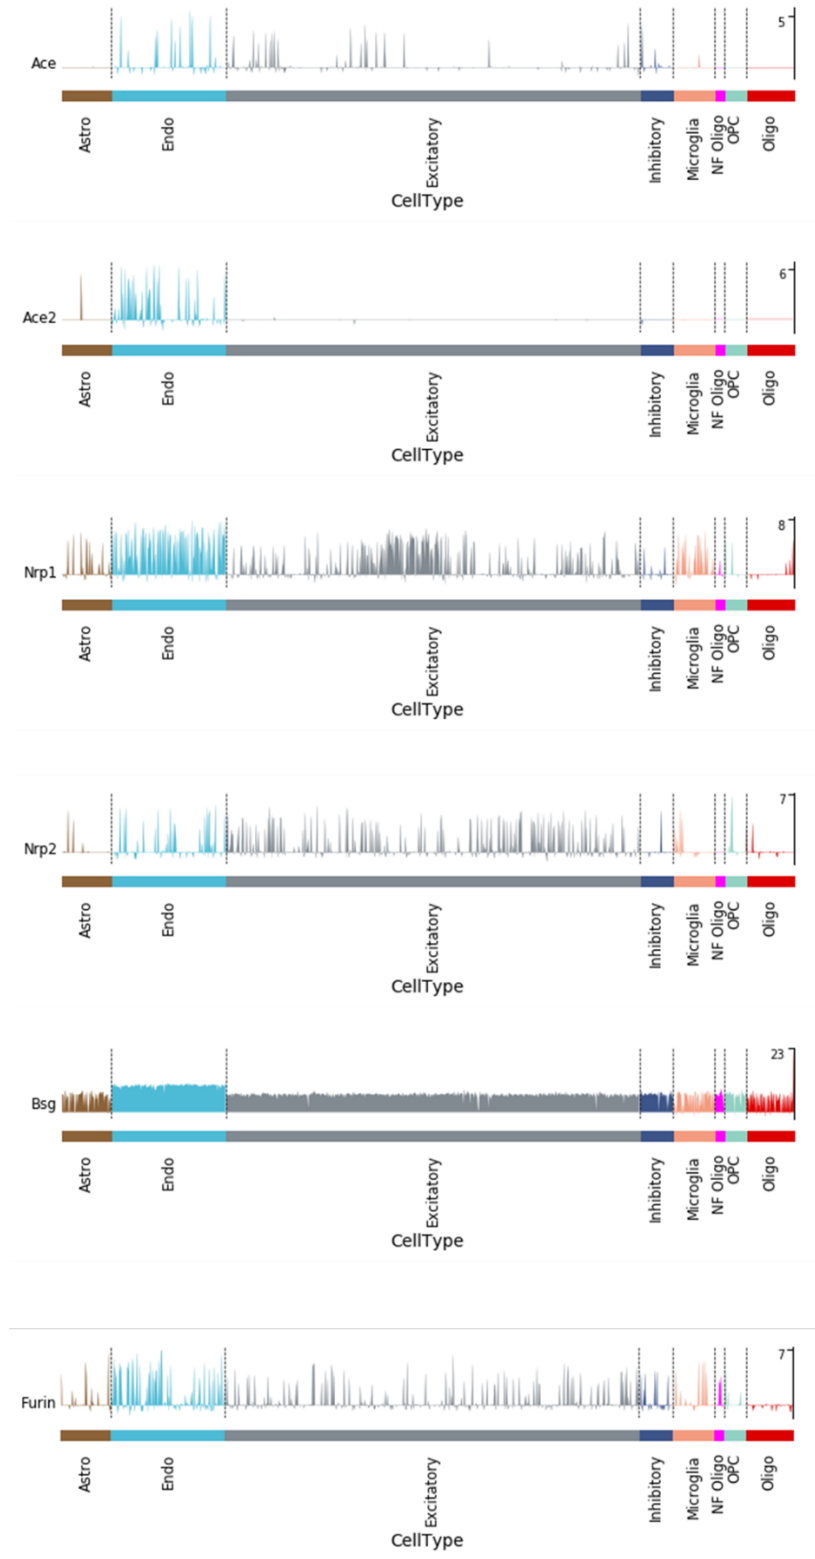 5
Ace
Astro Endo Excitatory Inhibitory Microglia NF Oligo OPC Oligo
CellType
6
Ace2
Astro Endo Excitatory Inhibitory Microglia NF Oligo OPC Oligo
CellType
8
Nrp1
Astro Endo Excitatory Inhibitory Microglia NF Oligo OPC Oligo
CellType
7
Nrp2
Astro Endo Excitatory Inhibitory Microglia NF Oligo OPC Oligo
CellType
23
Bsg
Astro Endo Excitatory Inhibitory Microglia NF Oligo OPC Oligo
CellType
7
Furin
Astro Endo Excitatory Inhibitory Microglia NF Oligo OPC Oligo
CellType